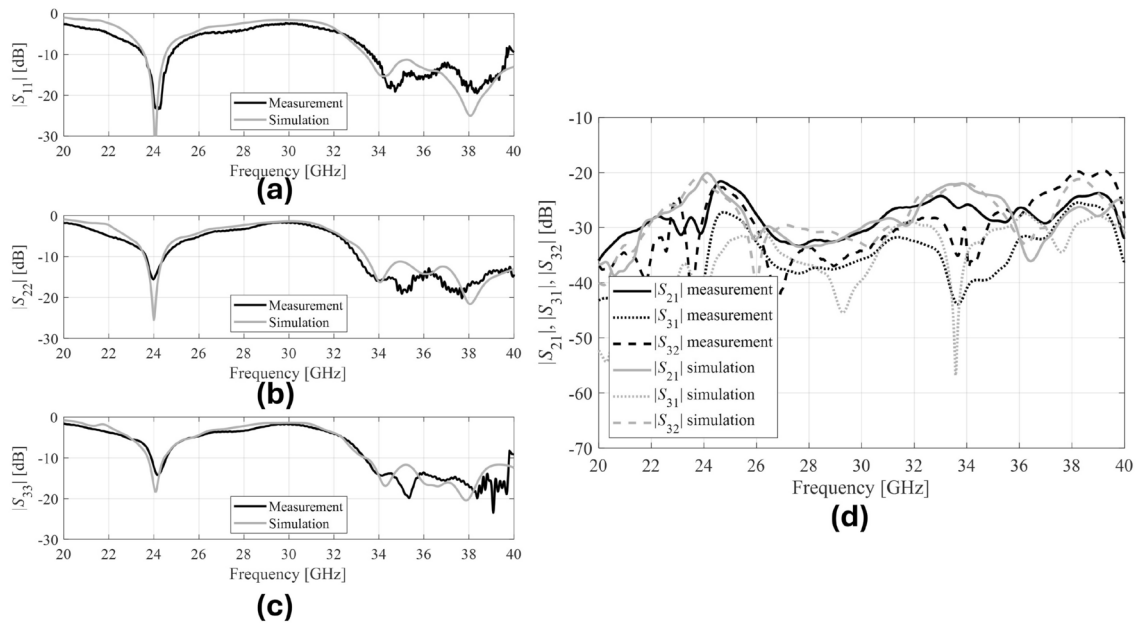 0
-10
-20
-30
|S11| [dB]
Measurement
Simulation
20 22 24 26 28 30 32 34 36 38 40
Frequency [GHz]
(a)
0
-10
-20
-30
|S22| [dB]
Measurement
Simulation
20 22 24 26 28 30 32 34 36 38 40
Frequency [GHz]
(b)
0
-10
-20
-30
|S33| [dB]
Measurement
Simulation
20 22 24 26 28 30 32 34 36 38 40
Frequency [GHz]
(c)
-10
-20
-30
-40
-50
-60
-70
|S21|, |S31|, |S32| [dB]
|S21| measurement
|S31| measurement
|S32| measurement
|S21| simulation
|S31| simulation
|S32| simulation
20 22 24 26 28 30 32 34 36 38 40
Frequency [GHz]
(d)